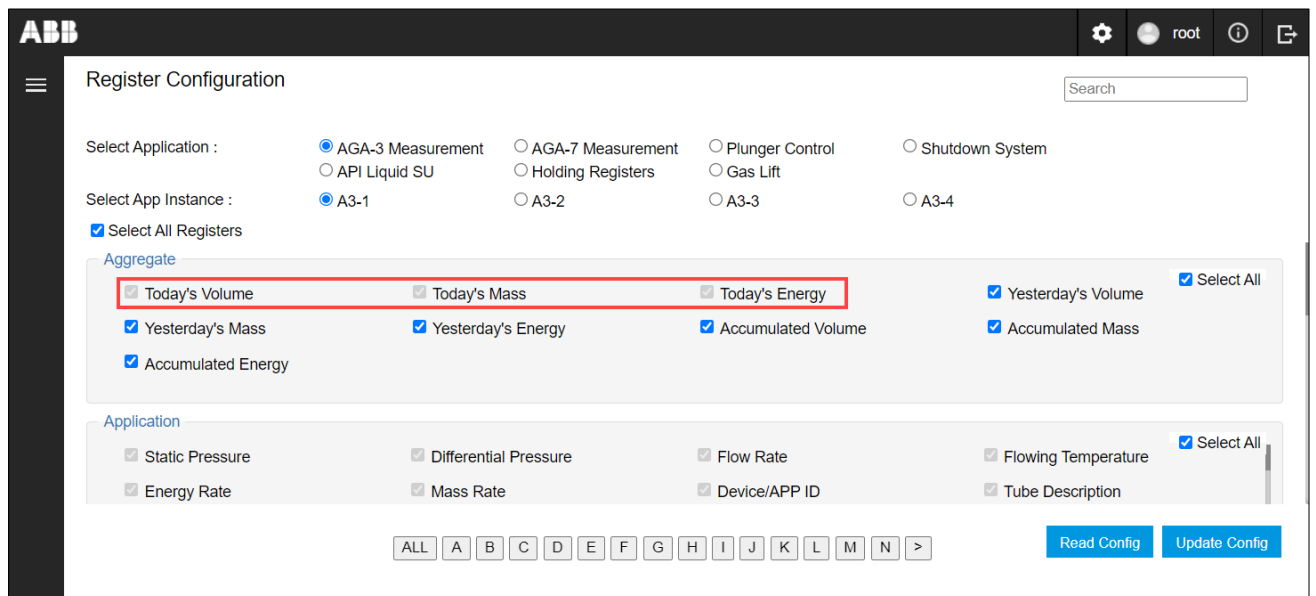 ABB root
Register Configuration
Search
Select Application : AGA-3 Measurement AGA-7 Measurement Plunger Control Shutdown System
API Liquid SU Holding Registers Gas Lift
Select App Instance : A3-1 A3-2 A3-3 A3-4
Select All Registers
Aggregate
Select All
Today's Volume Today's Mass Today's Energy Yesterday's Volume
Yesterday's Mass Yesterday's Energy Accumulated Volume Accumulated Mass
Accumulated Energy
Application
Select All
Static Pressure Differential Pressure Flow Rate Flowing Temperature
Energy Rate Mass Rate Device/APP ID Tube Description
ALL A B C D E F G H I J K L M N >
Read Config Update Config